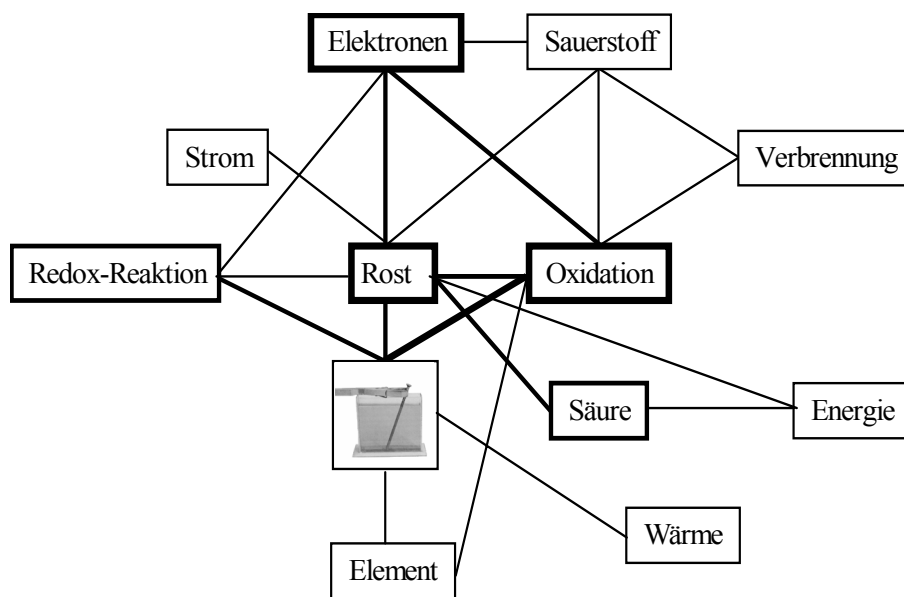 Elektronen
Sauerstoff
Strom
Verbrennung
Redox-Reaktion
Rost
Oxidation
Säure
Energie
Wärme
Element